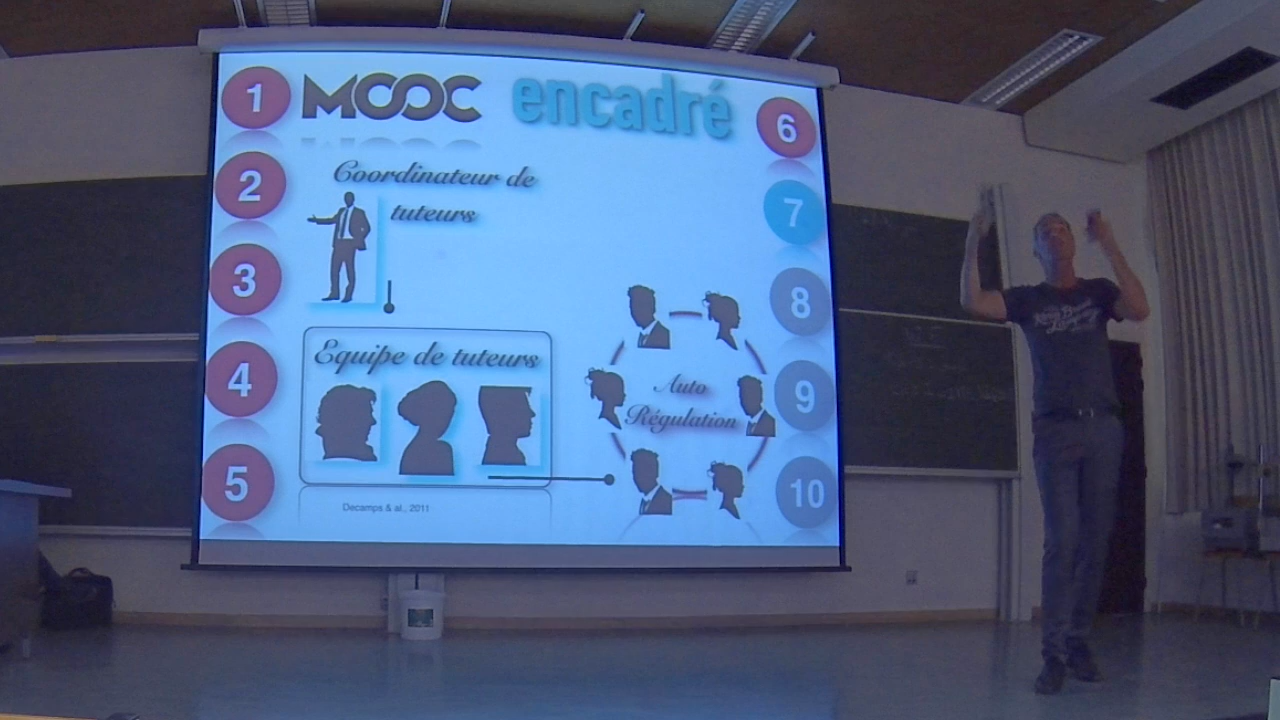 1
MOOC encadré
6
2
Coordinateur de
tuteurs
7
3
8
Equipe de tuteurs
4
Auto
Régulation
9
5
10
Decamps & al., 2011